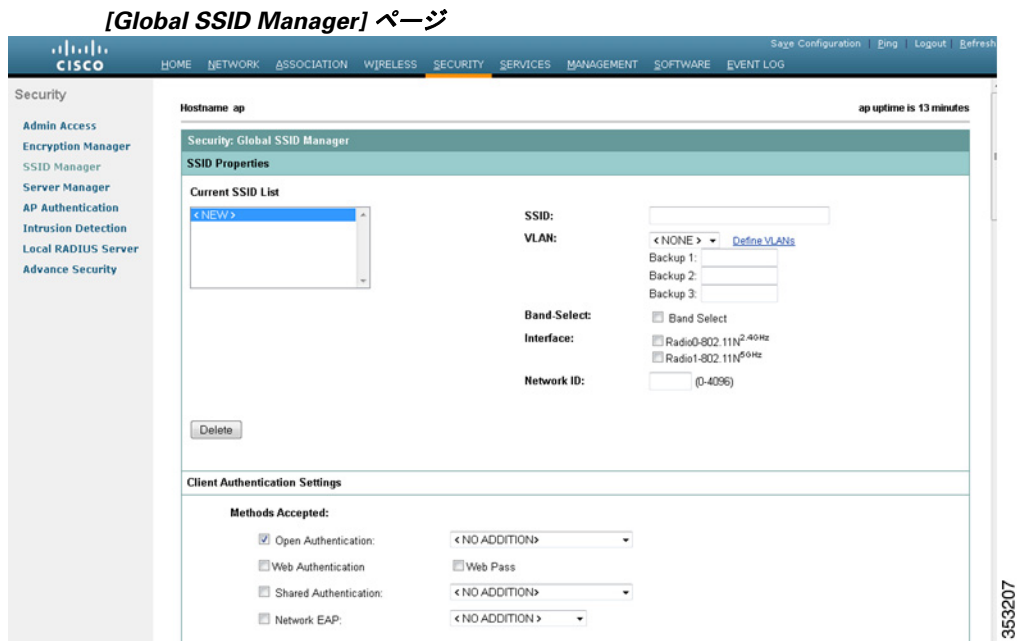 [Global SSID Manager] ページ
Save Configuration | Ping | Logout | Refresh
CISCO
HOME NETWORK ASSOCIATION WIRELESS SECURITY SERVICES MANAGEMENT SOFTWARE EVENT LOG
Security
Admin Access
Encryption Manager
SSID Manager
Server Manager
AP Authentication
Intrusion Detection
Local RADIUS Server
Advance Security
Hostname ap
ap uptime is 13 minutes
Security: Global SSID Manager
SSID Properties
Current SSID List
< NEW >
SSID:
VLAN:
< NONE > Define VLANs
Backup 1:
Backup 2:
Backup 3:
Band-Select:
Band Select
Interface:
Radio0-802.11N2.4GHz
Radio1-802.11N5GHz
Network ID:
(0-4096)
Delete
Client Authentication Settings
Methods Accepted:
Open Authentication: < NO ADDITION>
Web Authentication Web Pass
Shared Authentication: < NO ADDITION>
Network EAP: < NO ADDITION >
353207